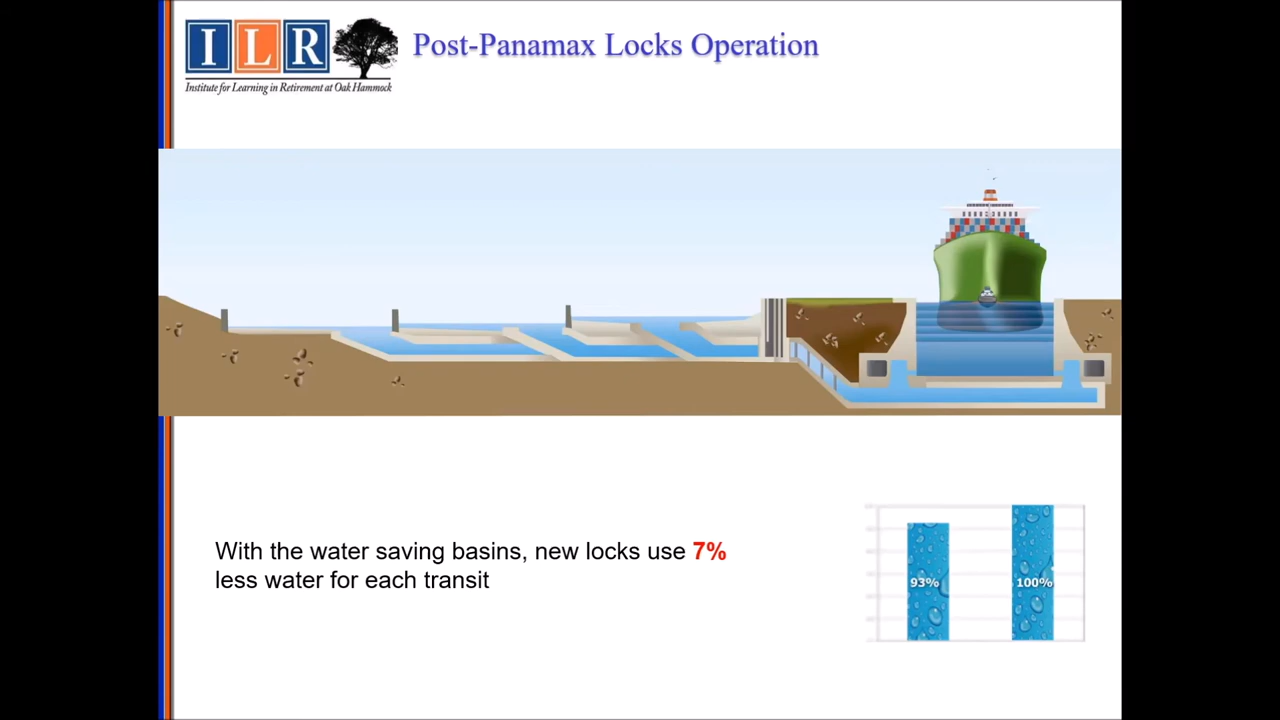 ILR
Post-Panamax Locks Operation
Institute for Learning in Retirement at Oak Hammock
With the water saving basins, new locks use 7%
less water for each transit
93%
100%